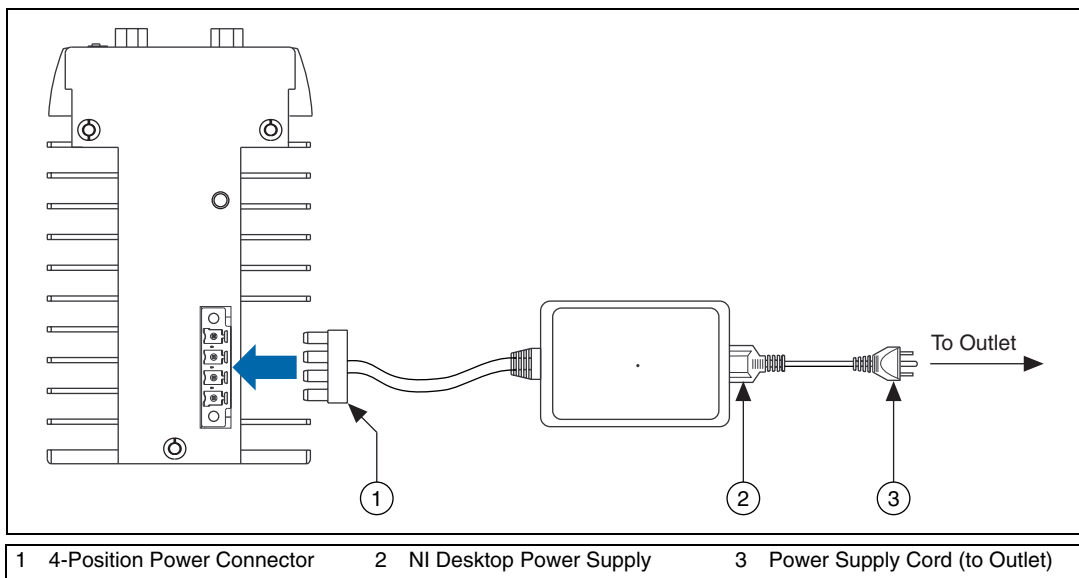 To Outlet
1 2 3
1 4-Position Power Connector 2 NI Desktop Power Supply 3 Power Supply Cord (to Outlet)